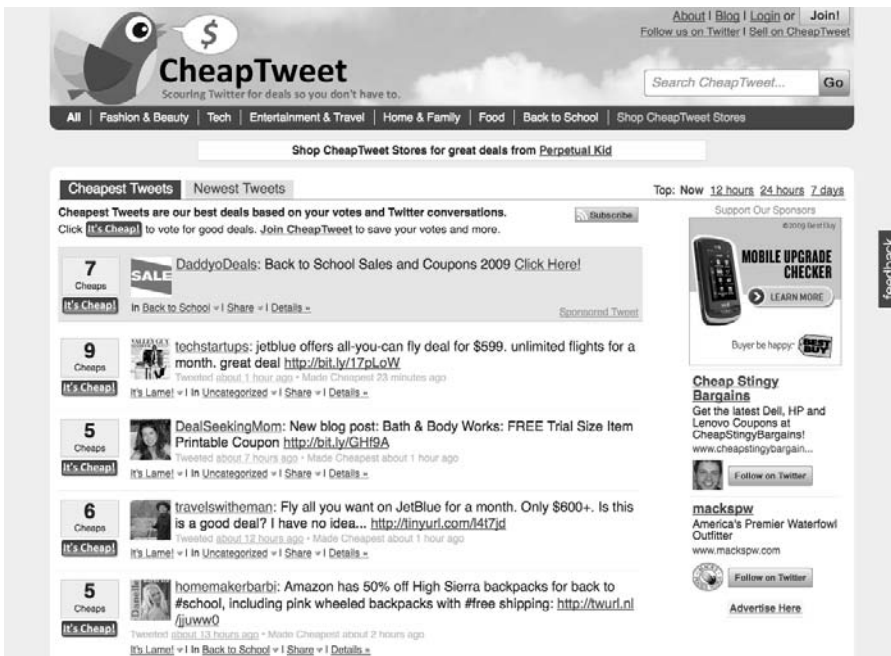 $
About | Blog | Login or Join!
Follow us on Twitter | Sell on CheapTweet
CheapTweet
Scouring Twitter for deals so you don't have to.
Search CheapTweet... Go
All | Fashion & Beauty | Tech | Entertainment & Travel | Home & Family | Food | Back to School | Shop CheapTweet Stores
Shop CheapTweet Stores for great deals from Perpetual Kid
Cheapest Tweets Newest Tweets
Top: Now 12 hours 24 hours 7 days
Cheapest Tweets are our best deals based on your votes and Twitter conversations.
Click It's Cheap! to vote for good deals. Join CheapTweet to save your votes and more.
Subscribe
7
Cheaps
It's Cheap!
SALE
DaddyoDeals: Back to School Sales and Coupons 2009 Click Here!
In Back to School | Share | Details »
Sponsored Tweet
9
Cheaps
It's Cheap!
techstartups: jetblue offers all-you-can fly deal for $599. unlimited flights for a
month. great deal http://bit.ly/17pLoW
Tweeted about 1 hour ago • Made Cheapest 23 minutes ago
It's Lame! | In Uncategorized | Share | Details »
5
Cheaps
It's Cheap!
DealSeekingMom: New blog post: Bath & Body Works: FREE Trial Size Item
Printable Coupon http://bit.ly/GHf9A
Tweeted about 7 hours ago • Made Cheapest about 1 hour ago
It's Lame! | In Uncategorized | Share | Details »
6
Cheaps
It's Cheap!
travelswitheman: Fly all you want on JetBlue for a month. Only $600+. Is this
is a good deal? I have no idea... http://tinyurl.com/l4t7jd
Tweeted about 12 hours ago • Made Cheapest about 1 hour ago
It's Lame! | In Uncategorized | Share | Details »
5
Cheaps
It's Cheap!
Danielle
homemakerbarbi: Amazon has 50% off High Sierra backpacks for back to
#school, including pink wheeled backpacks with #free shipping: http://twurl.nl
/jjuww0
Tweeted about 13 hours ago • Made Cheapest about 2 hours ago
It's Lame! | In Back to School | Share | Details »
Support Our Sponsors
©2009 Best Buy
MOBILE UPGRADE
CHECKER
LEARN MORE
Buyer be happy.
BEST
BUY
Cheap Stingy
Bargains
Get the latest Dell, HP and
Lenovo Coupons at
CheapStingyBargains!
www.cheapstingybargain...
Follow on Twitter
mackspw
America's Premier Waterfowl
Outfitter
www.mackspw.com
Follow on Twitter
Advertise Here
feedback